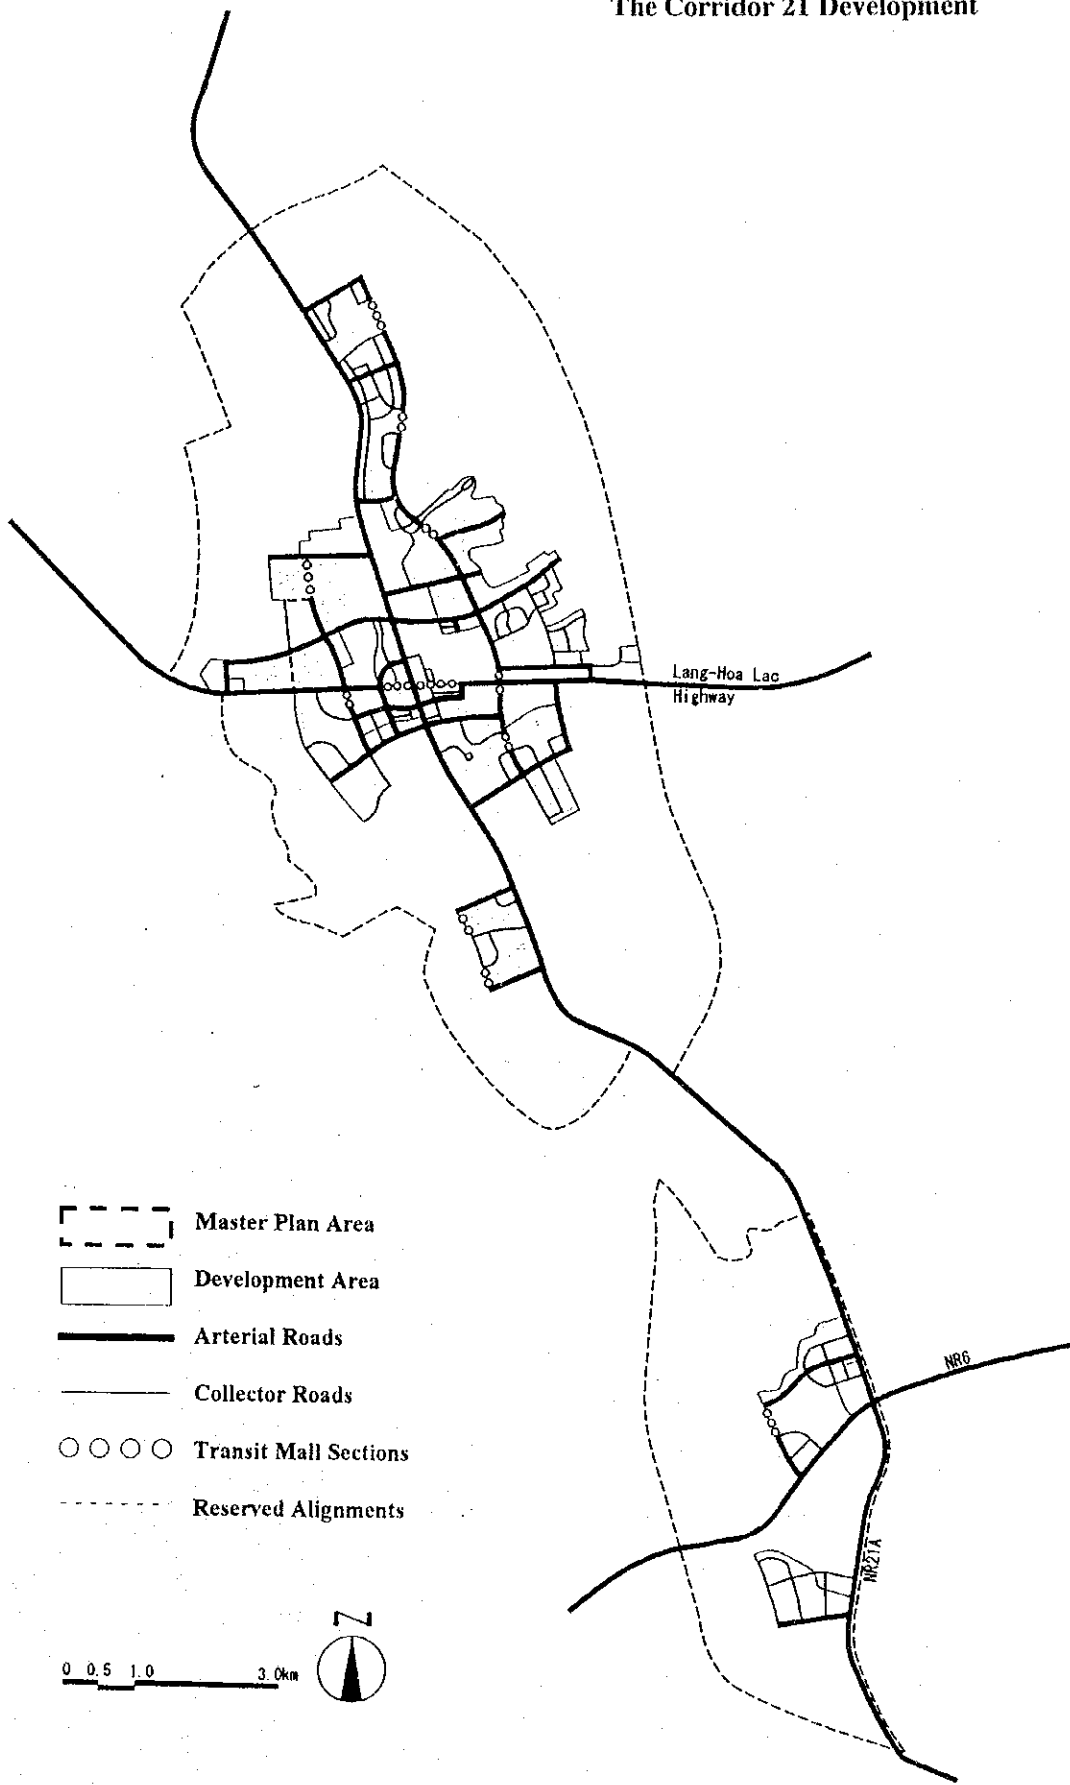 The Corridor 21 Development
Lang-Hoa Lac
Highway
Master Plan Area
Development Area
Arterial Roads
Collector Roads
Transit Mall Sections
Reserved Alignments
NR6
NR21A
N
0 0.5 1.0 3.0km